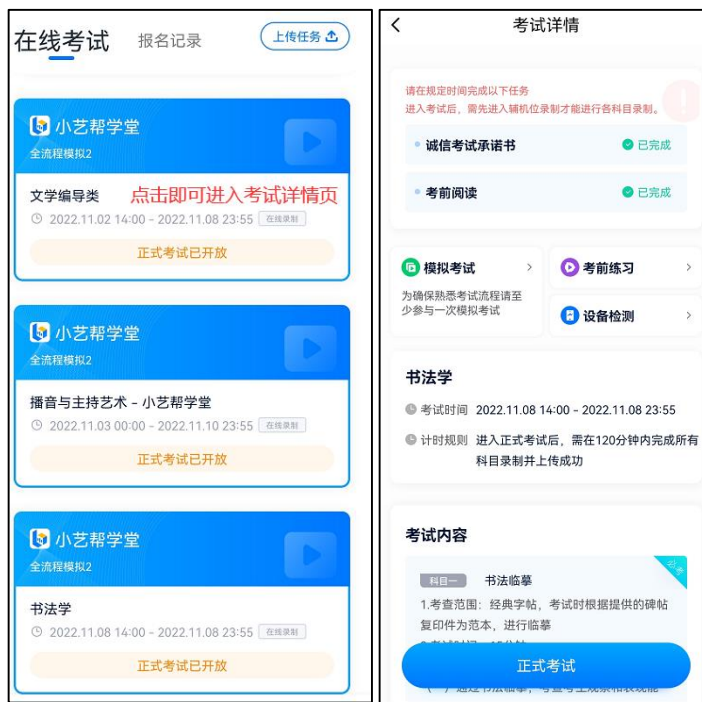 在线考试
报名记录
上传任务
小艺帮学堂
全流程模拟2
文学编导类
点击即可进入考试详情页
2022.11.02 14:00 - 2022.11.08 23:55
在线录制
正式考试已开放
小艺帮学堂
全流程模拟2
播音与主持艺术 - 小艺帮学堂
2022.11.03 00:00 - 2022.11.10 23:55
在线录制
正式考试已开放
小艺帮学堂
全流程模拟2
书法学
2022.11.08 14:00 - 2022.11.08 23:55
在线录制
正式考试已开放
考试详情
请在规定时间完成以下任务
进入考试后，需先进入辅机位录制才能进行各科目录制。
诚信考试承诺书
已完成
考前阅读
已完成
模拟考试
为确保熟悉考试流程请至
少参与一次模拟考试
考前练习
设备检测
书法学
考试时间 2022.11.08 14:00 - 2022.11.08 23:55
计时规则 进入正式考试后，需在120分钟内完成所有
科目录制并上传成功
考试内容
科目一 书法临摹
1.考查范围：经典字帖，考试时根据提供的碑帖
复印件为范本，进行临摹
正式考试